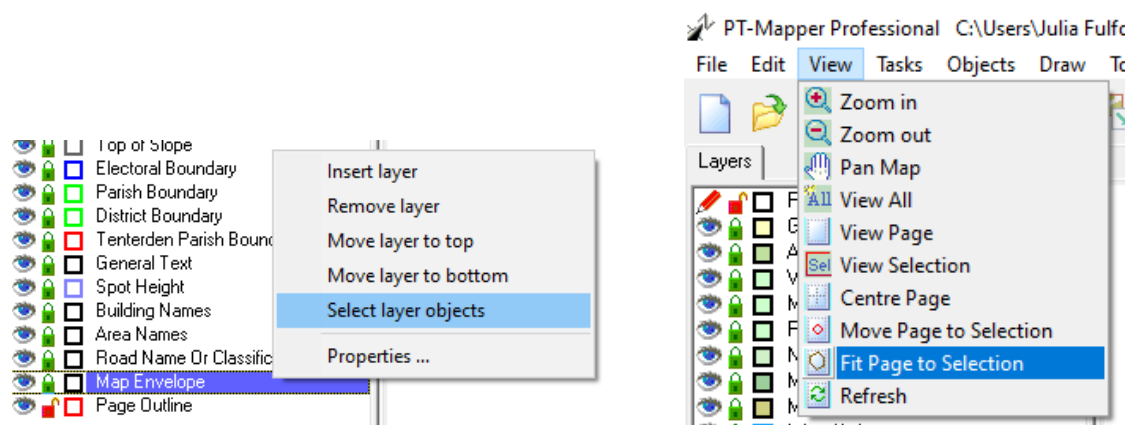 Top of Slope
Electoral Boundary
Parish Boundary
District Boundary
Tenterden Parish Bound
General Text
Spot Height
Building Names
Area Names
Road Name Or Classific
Map Envelope
Page Outline
Insert layer
Remove layer
Move layer to top
Move layer to bottom
Select layer objects
Properties ...
PT-Mapper Professional C:\Users\Julia Fulfo
File Edit View Tasks Objects Draw To
Layers
Zoom in
Zoom out
Pan Map
All View All
View Page
Sel View Selection
Centre Page
Move Page to Selection
Fit Page to Selection
Refresh